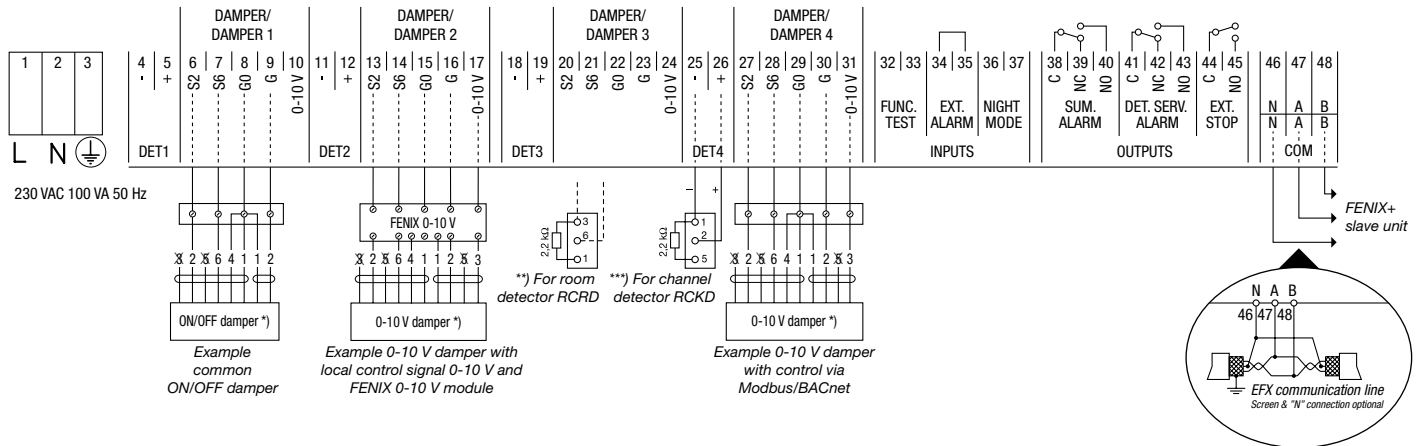 DAMPER/ DAMPER 1
DAMPER/ DAMPER 2
DAMPER/ DAMPER 3
DAMPER/ DAMPER 4
1 2 3
L N
230 VAC 100 VA 50 Hz
4 5 6 7 8 9 10
- + S2 S6 G0 G 0-10 V
DET1
11 12 13 14 15 16 17
- + S2 S6 G0 G 0-10 V
DET2
18 19 20 21 22 23 24
- + S2 S6 G0 G 0-10 V
DET3
25 26 27 28 29 30 31
- + S2 S6 G0 G 0-10 V
DET4
32 33 34 35 36 37
FUNC. TEST
EXT. ALARM
NIGHT MODE
INPUTS
38 39 40 41 42 43 44 45
C NC NO C NC NO C NO
SUM. ALARM
DET. SERV. ALARM
EXT. STOP
OUTPUTS
46 47 48
N A B
N A B
COM
FENIX+
slave unit
X 2 X 6 4 1 1 2
ON/OFF damper *)
Example
common
ON/OFF damper
FENIX 0-10 V
X 2 X 6 4 1 1 2 X 3
0-10 V damper *)
Example 0-10 V damper with
local control signal 0-10 V and
FENIX 0-10 V module
2,2 kΩ
3
6
1
**) For room
detector RCRD
– +
2,2 kΩ
1
2
5
***) For channel
detector RCKD
X 2 X 6 4 1 1 2 X 3
0-10 V damper *)
Example 0-10 V damper
with control via
Modbus/BACnet
N A B
46 47 48
EFX communication line
Screen & "N" connection optional